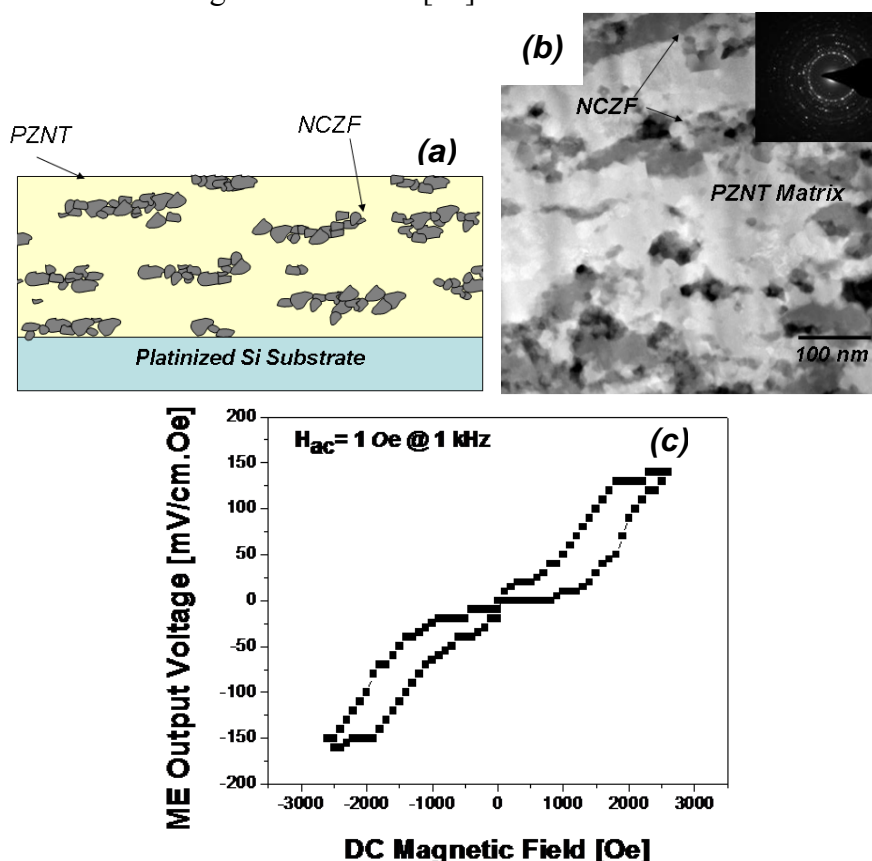 (b)
PZNT
NCZF
(a)
NCZF
PZNT Matrix
Platinized Si Substrate
100 nm
ME Output Voltage [mV/cm.Oe]
200
150
100
50
0
-50
-100
-150
-200
H_ac = 1 Oe @ 1 kHz
(c)
-3000 -2000 -1000 0 1000 2000 3000
DC Magnetic Field [Oe]